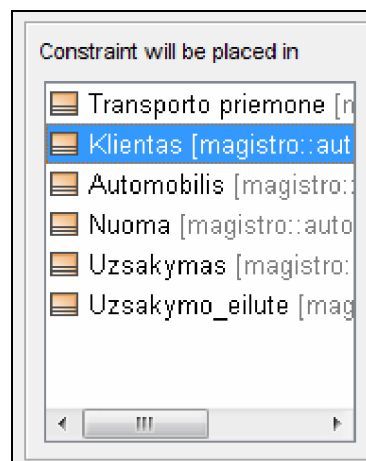 Constraint will be placed in
Transporto priemone [n
Klientas [magistro::aut
Automobilis [magistro::
Nuoma [magistro::auto
Uzsakymas [magistro:
Uzsakymo_eilute [mag